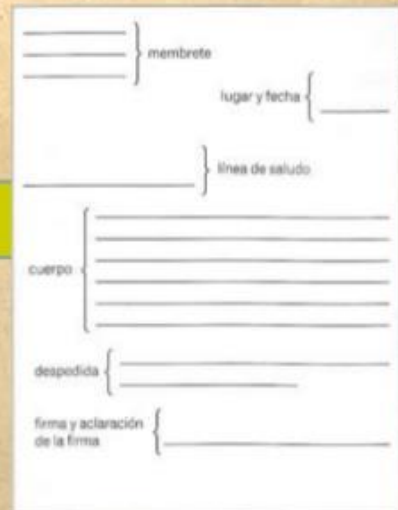 membrete
lugar y fecha
línea de saludo
cuerpo
despedida
firma y aclaración
de la firma